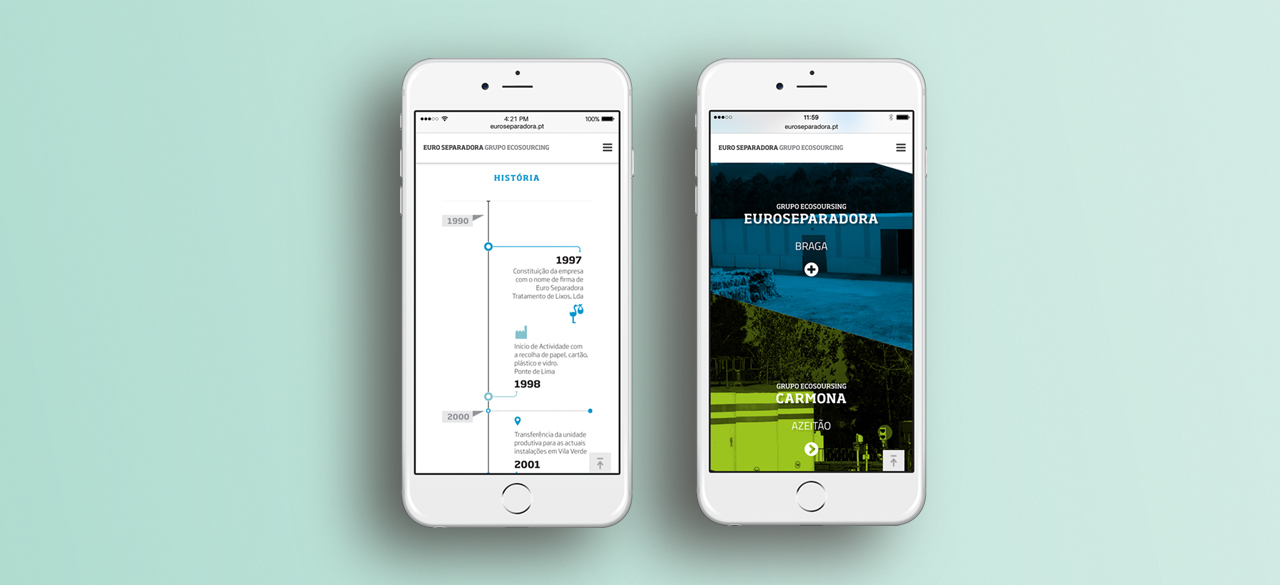 4:21 PM
100%
euroseparadora.pt
EURO SEPARADORA GRUPO ECOSOURCING
HISTÓRIA
1990
1997
Constituição da empresa
com o nome de firma de
Euro Separadora
Tratamento de Lixos, Lda
Início de Actividade com
a recolha de papel, cartão,
plástico e vidro.
Ponte de Lima
1998
2000
Transferência da unidade
produtiva para as actuais
instalações em Vila Verde
2001
11:59
euroseparadora.pt
EURO SEPARADORA GRUPO ECOSOURCING
GRUPO ECOSOURSING
EUROSEPARADORA
BRAGA
GRUPO ECOSOURSING
CARMONA
AZEITÃO